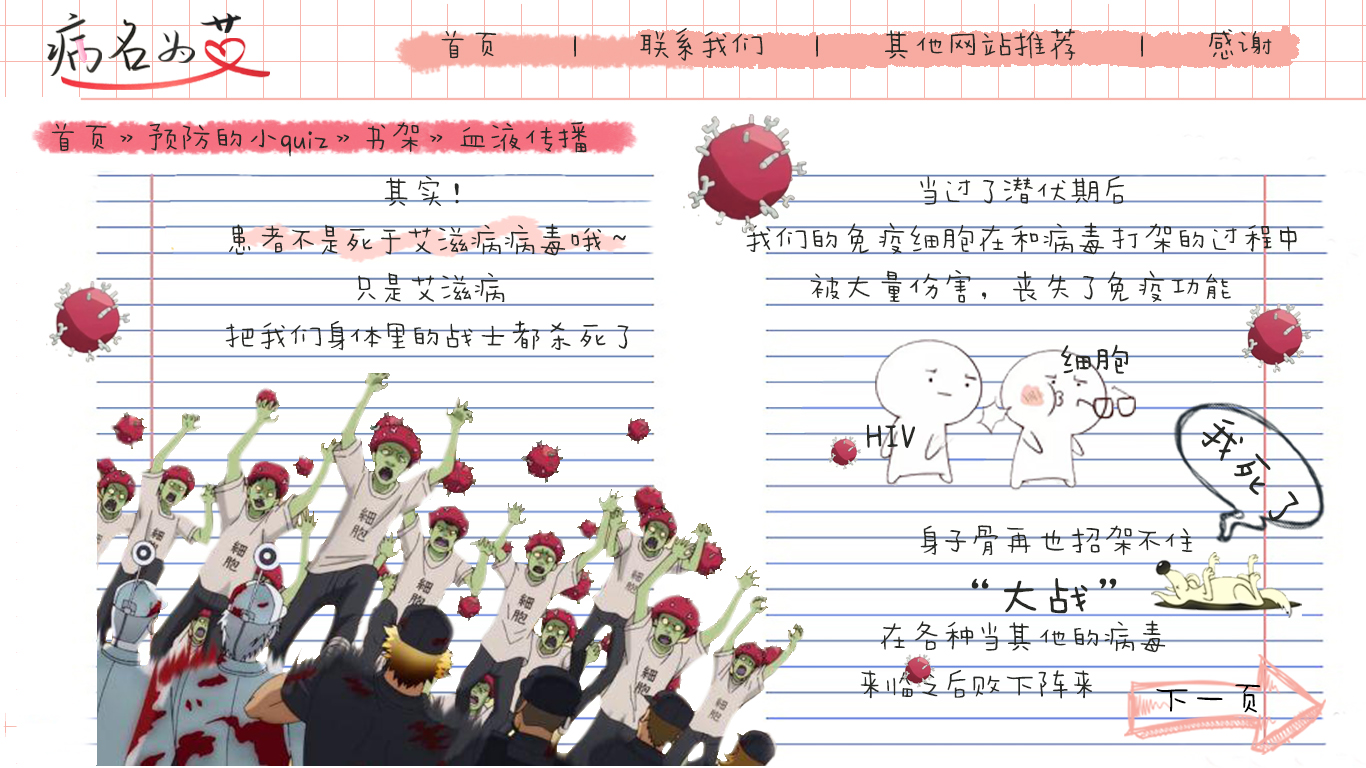 病名为艾
首页 | 联系我们 | 其他网站推荐 | 感谢
首页 » 预防的小quiz » 书架 » 血液传播
其实！
患者不是死于艾滋病病毒哦~
只是艾滋病
把我们身体里的战士都杀死了
細胞
細胞
細胞
細胞
細胞
細胞
細胞
細胞
当过了潜伏期后
我们的免疫细胞在和病毒打架的过程中
被大量伤害，丧失了免疫功能
细胞
HIV
我死了
身子骨再也招架不住
“大战”
在各种当其他的病毒
来临之后败下阵来
下一页